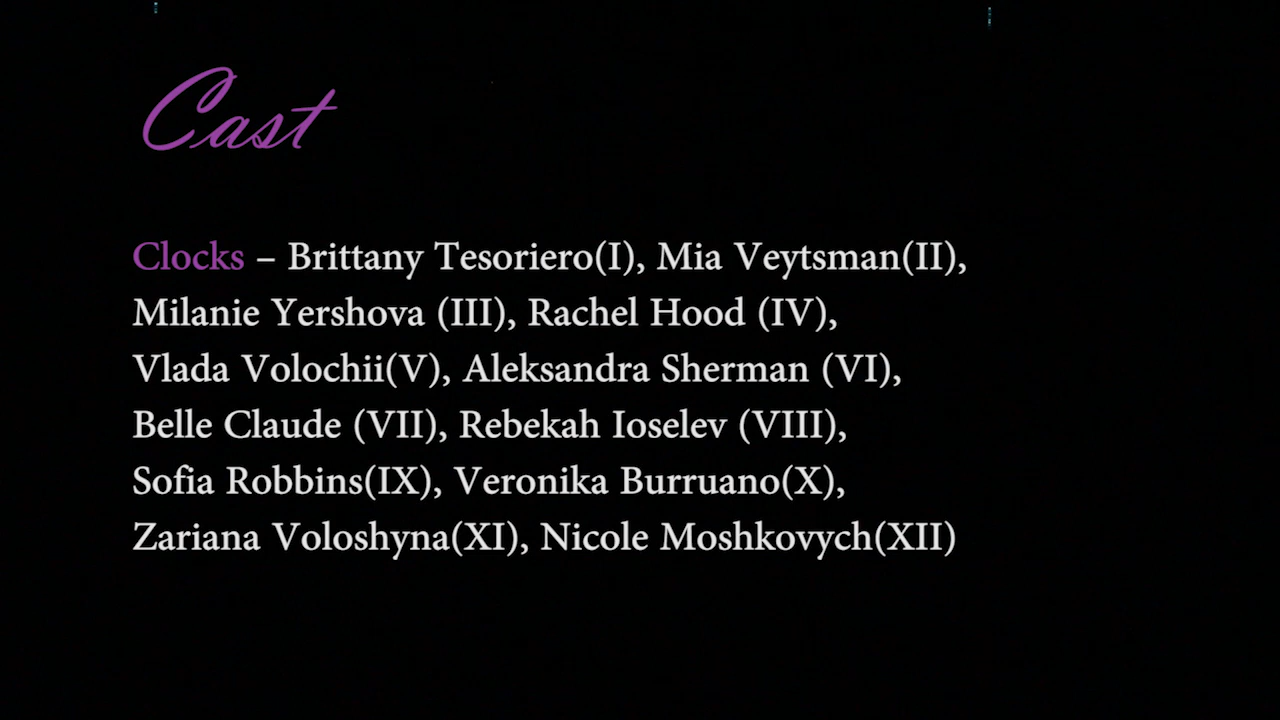 Cast
Clocks – Brittany Tesoriero(I), Mia Veytsman(II),
Milanie Yershova (III), Rachel Hood (IV),
Vlada Volochii(V), Aleksandra Sherman (VI),
Belle Claude (VII), Rebekah Ioselev (VIII),
Sofia Robbins(IX), Veronika Burruano(X),
Zariana Voloshyna(XI), Nicole Moshkovych(XII)